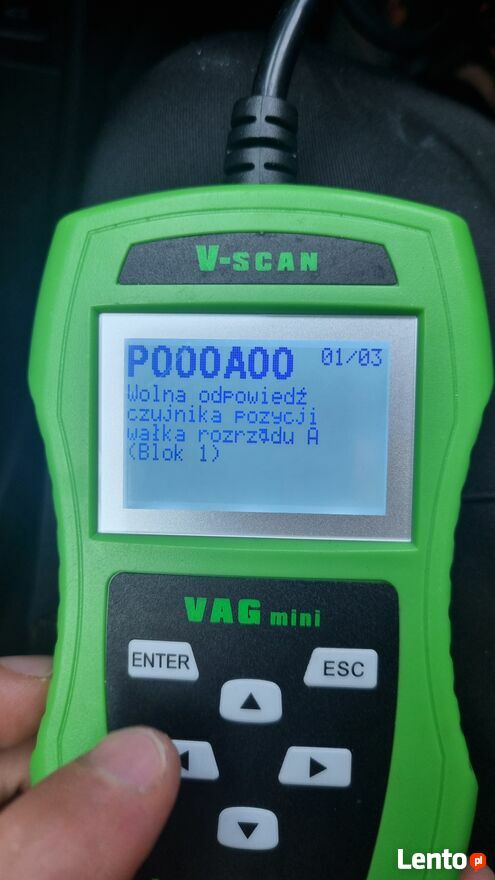 V-SCAN
P000A00 01/03
Wolna odpowiedź
czujnika pozycji
wałka rozrządu A
(Blok 1)
VAG mini
ENTER
ESC
Lento.pl